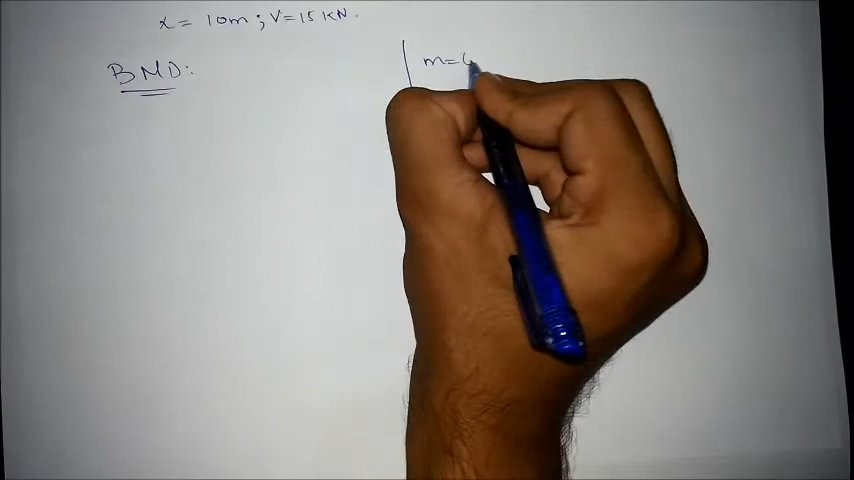 x = 10m ; V = 15 KN.
BMD:
m=